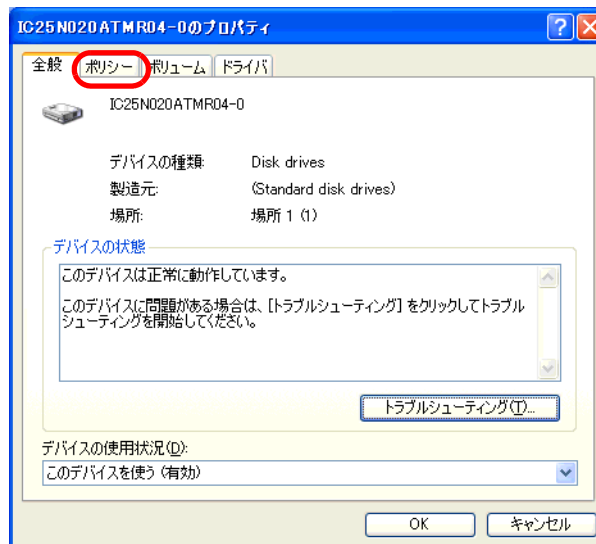 IC25N020ATMR04-0のプロパティ
全般 ポリシー ボリューム ドライバ
IC25N020ATMR04-0
デバイスの種類: Disk drives
製造元: (Standard disk drives)
場所: 場所 1 (1)
デバイスの状態
このデバイスは正常に動作しています。
このデバイスに問題がある場合は、[トラブルシューティング] をクリックしてトラブル
シューティングを開始してください。
トラブルシューティング(T)...
デバイスの使用状況(D):
このデバイスを使う (有効)
OK キャンセル